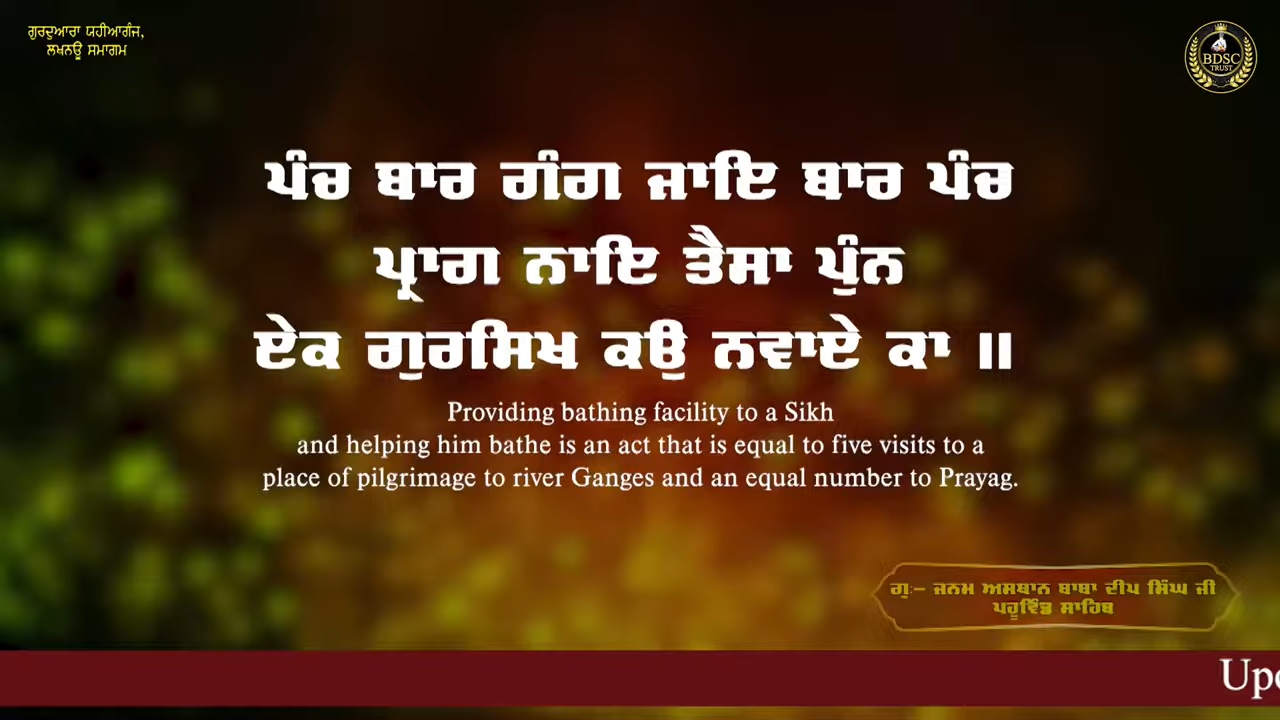 ਗੁਰਦੁਆਰਾ ਯਹੀਆਗੰਜ,
ਲਖਨਊ ਸਮਾਗਮ
BDSC
TRUST
ਪੰਚ ਬਾਰ ਗੰਗ ਜਾਇ ਬਾਰ ਪੰਚ
ਪ੍ਰਾਗ ਨਾਇ ਤੈਸਾ ਪੁੰਨ
ਏਕ ਗੁਰਸਿਖ ਕਉ ਨਵਾਏ ਕਾ ॥
Providing bathing facility to a Sikh
and helping him bathe is an act that is equal to five visits to a
place of pilgrimage to river Ganges and an equal number to Prayag.
ਗੁਃ– ਜਨਮ ਅਸਥਾਨ ਬਾਬਾ ਦੀਪ ਸਿੰਘ ਜੀ
ਪਹੂਵਿੰਡ ਸਾਹਿਬ